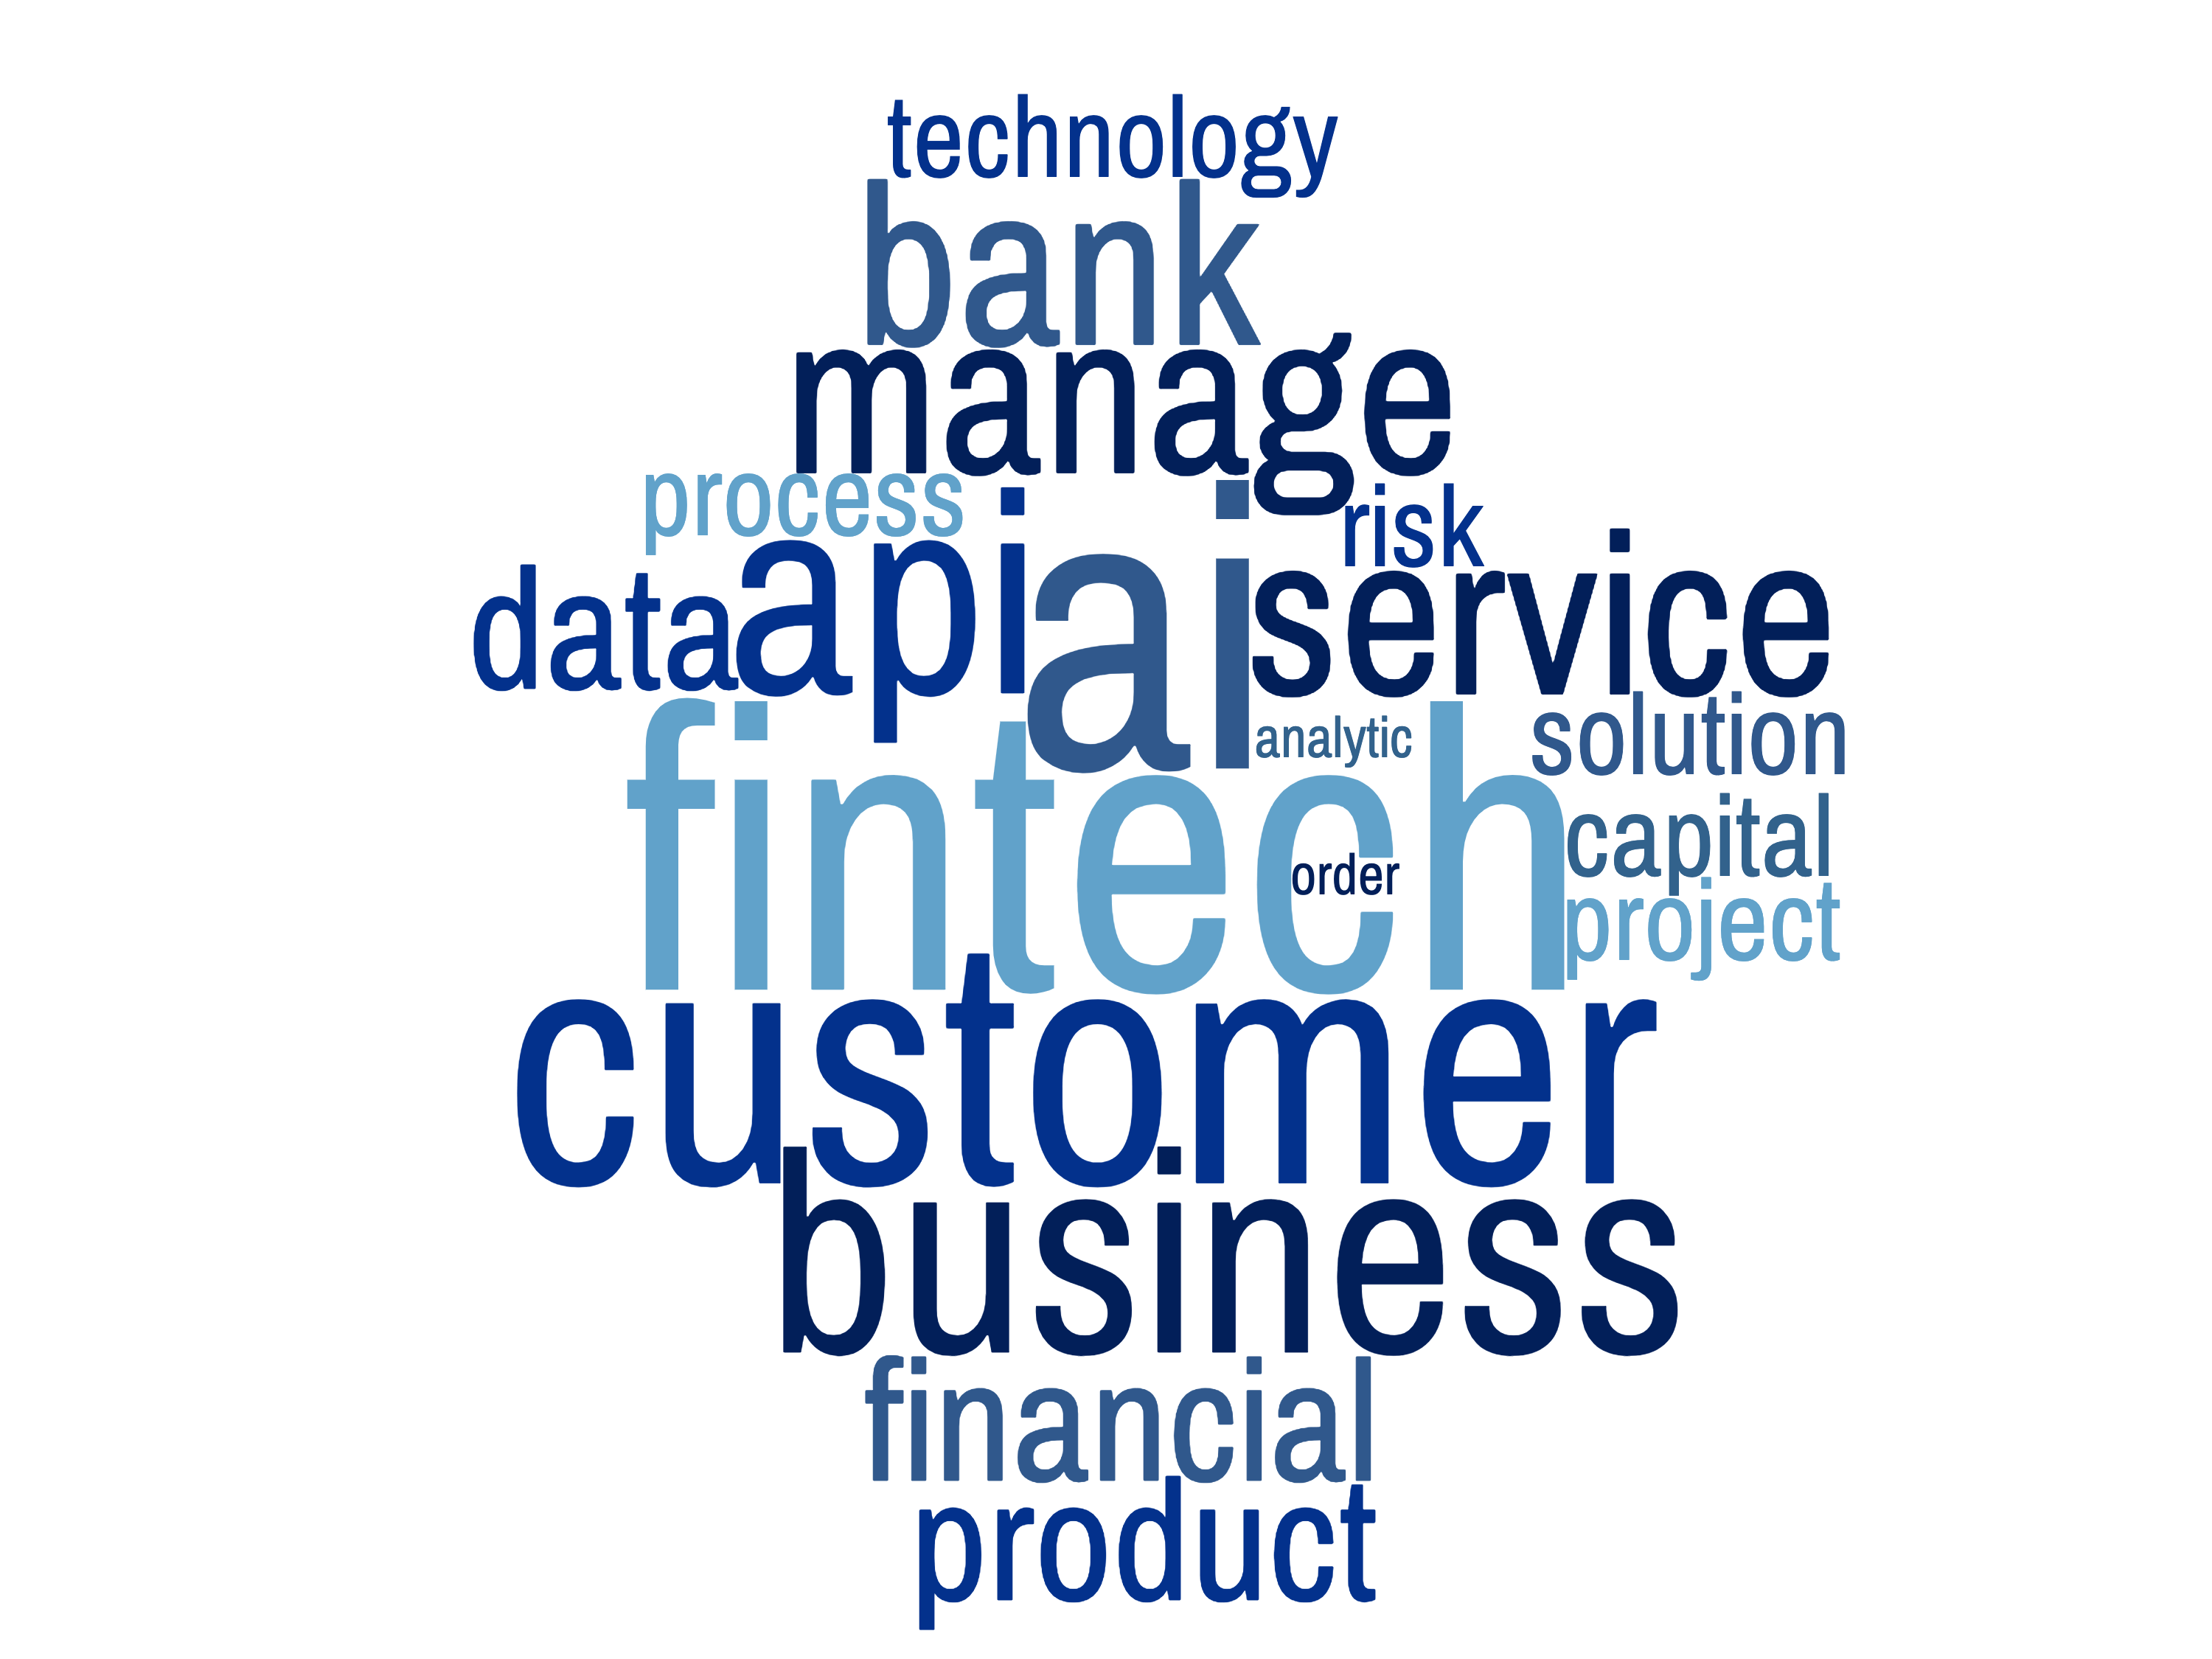 technology
bank
manage
process
risk
data api ai service
analytic solution
fintech
capital
order
project
customer
business
financial
product